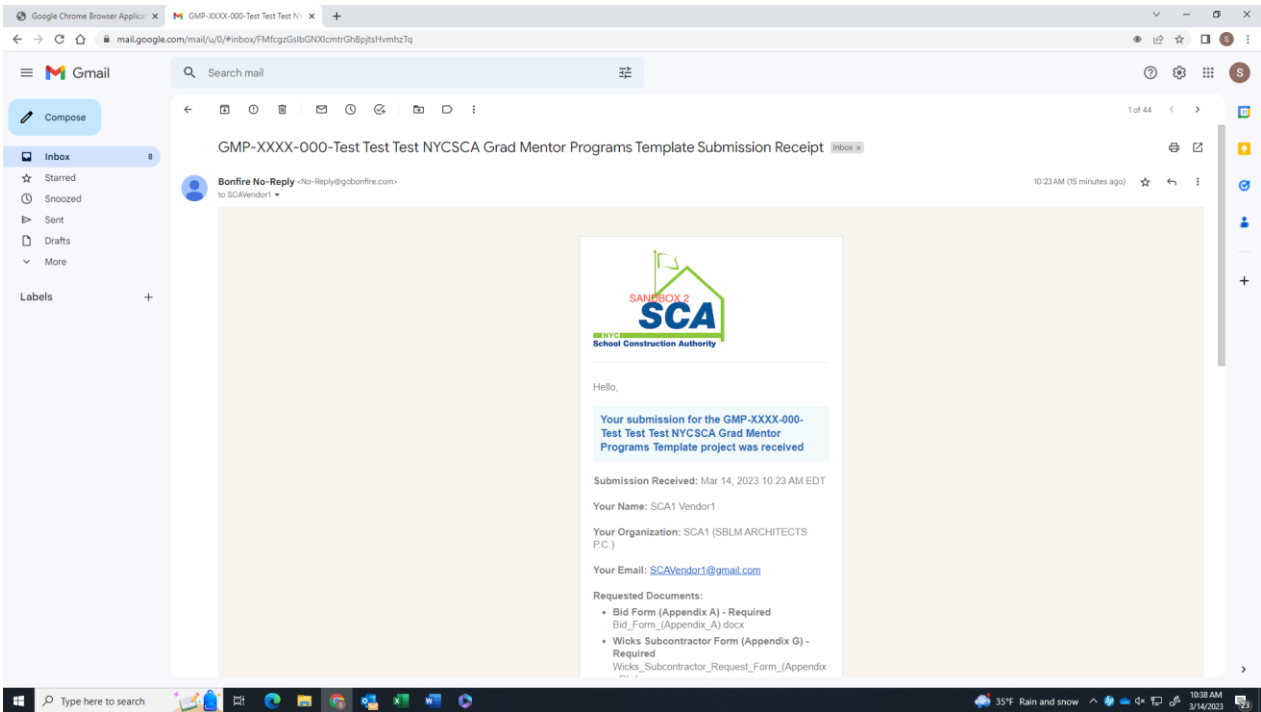 Google Chrome Browser Applicat
GMP-XXXX-000-Test Test Test NY
mail.google.com/mail/u/0/#inbox/FMfcgzGslbGNXlcmtrGhBpjtsHvmhzTq
S
Gmail
Search mail
S
Compose
1 of 44
Inbox 8
Starred
Snoozed
Sent
Drafts
More
Labels
GMP-XXXX-000-Test Test Test NYCSCA Grad Mentor Programs Template Submission Receipt Inbox x
Bonfire No-Reply <No-Reply@gobonfire.com> 10:23 AM (15 minutes ago)
to SCAVendor1
SANDBOX 2
SCA
NYC
School Construction Authority
Hello,
Your submission for the GMP-XXXX-000-
Test Test Test NYCSCA Grad Mentor
Programs Template project was received
Submission Received: Mar 14, 2023 10:23 AM EDT
Your Name: SCA1 Vendor1
Your Organization: SCA1 (SBLM ARCHITECTS
P.C.)
Your Email: SCAVendor1@gmail.com
Requested Documents:
• Bid Form (Appendix A) - Required
Bid_Form_(Appendix_A).docx
• Wicks Subcontractor Form (Appendix G) -
Required
Wicks_Subcontractor_Request_Form_(Appendix
Type here to search
35°F Rain and snow
10:38 AM
3/14/2023